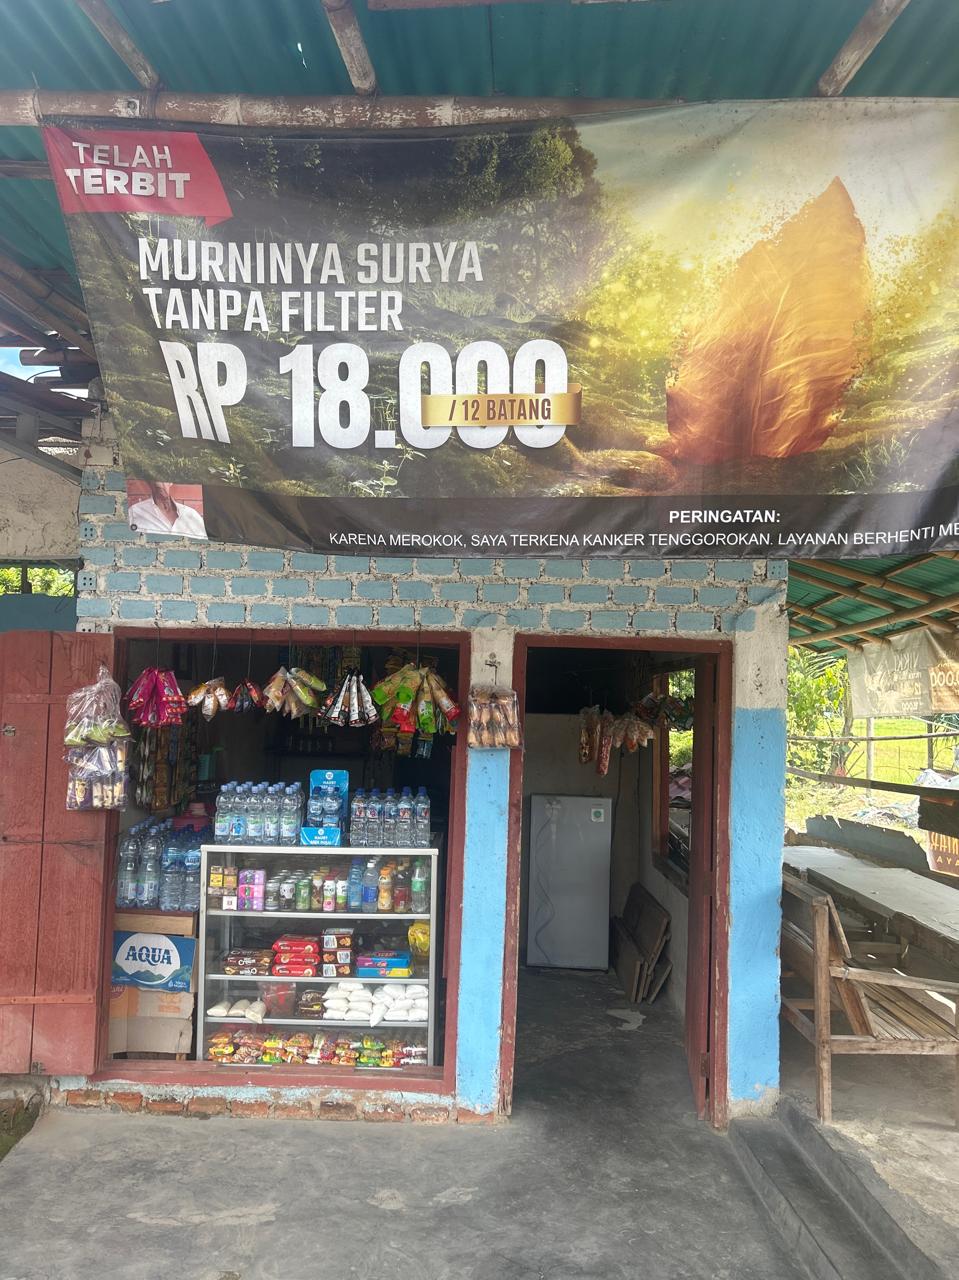 TELAH
TERBIT
MURNINYA SURYA
TANPA FILTER
RP 18.000
/ 12 BATANG
PERINGATAN:
KARENA MEROKOK, SAYA TERKENA KANKER TENGGOROKAN. LAYANAN BERHENTI ME
AQUA